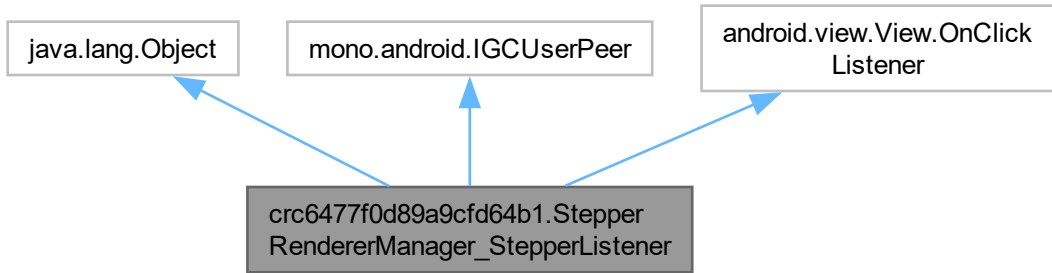 java.lang.Object
mono.android.IGCUserPeer
android.view.View.OnClick
Listener
crc6477f0d89a9cfd64b1.Stepper
RendererManager_StepperListener